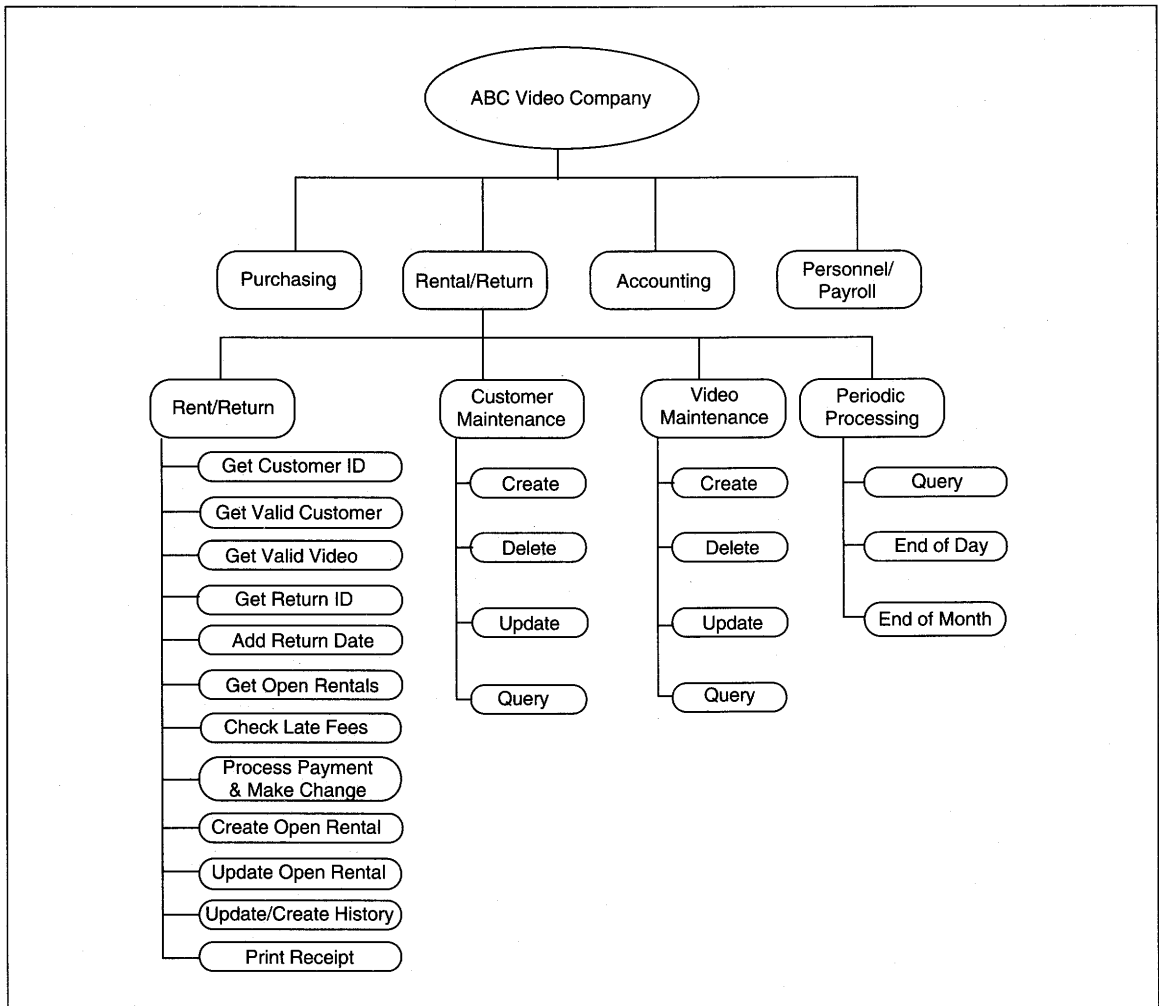 ABC Video Company
Purchasing
Rental/Return
Accounting
Personnel/
Payroll
Rent/Return
Customer
Maintenance
Video
Maintenance
Periodic
Processing
Get Customer ID
Get Valid Customer
Get Valid Video
Get Return ID
Add Return Date
Get Open Rentals
Check Late Fees
Process Payment
& Make Change
Create Open Rental
Update Open Rental
Update/Create History
Print Receipt
Create
Delete
Update
Query
Create
Delete
Update
Query
Query
End of Day
End of Month